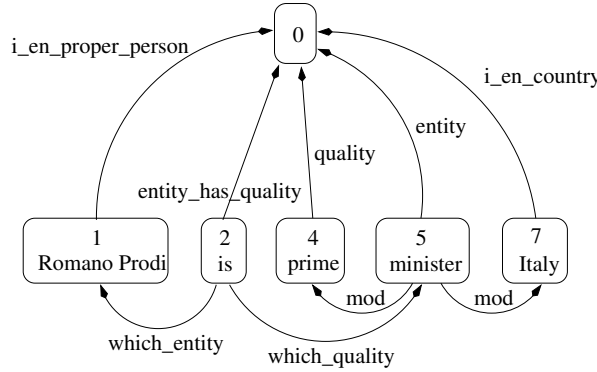 0
i_en_proper_person
i_en_country
entity
quality
entity_has_quality
1
Romano Prodi
2
is
4
prime
5
minister
7
Italy
mod
mod
which_entity
which_quality